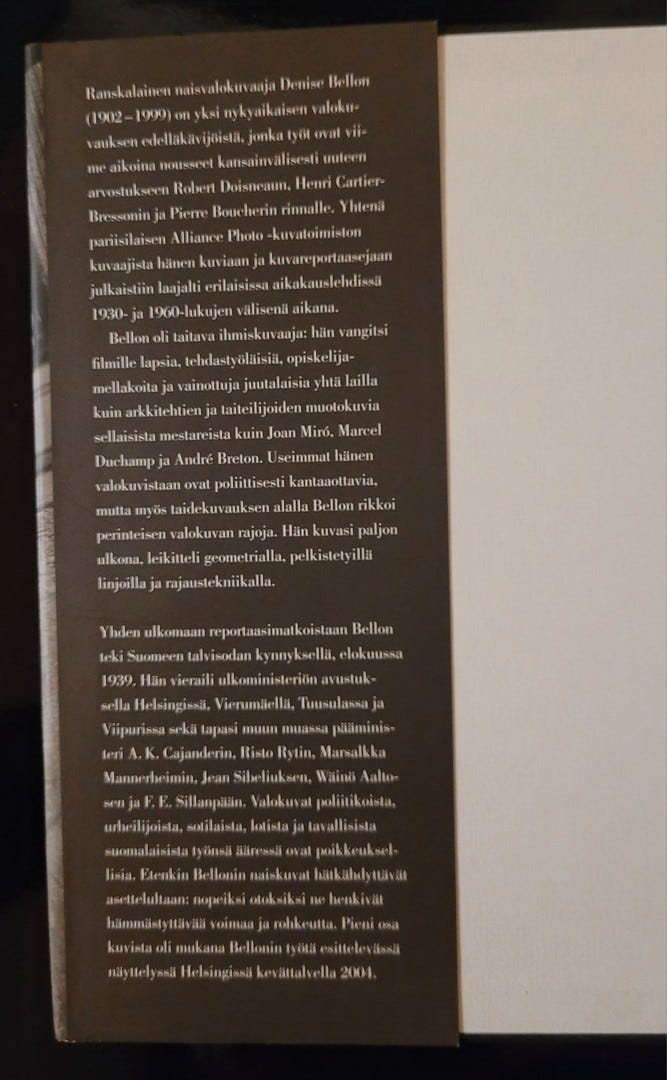 Ranskalainen naisvalokuvaaja Denise Bellon
(1902–1999) on yksi nykyaikaisen valoku-
vauksen edelläkävijöistä, jonka työt ovat vii-
me aikoina nousseet kansainvälisesti uuteen
arvostukseen Robert Doisneaun, Henri Cartier-
Bressonin ja Pierre Boucherin rinnalle. Yhtenä
pariisilaisen Alliance Photo -kuvatoimiston
kuvaajista hänen kuviaan ja kuvareportaasejaan
julkaistiin laajalti erilaisissa aikakauslehdissä
1930- ja 1960-lukujen välisenä aikana.
Bellon oli taitava ihmiskuvaaja: hän vangitsi
filmille lapsia, tehdastyöläisiä, opiskelija-
mellakoita ja vainottuja juutalaisia yhtä lailla
kuin arkkitehtien ja taiteilijoiden muotokuvia
sellaisista mestareista kuin Joan Miró, Marcel
Duchamp ja André Breton. Useimmat hänen
valokuvistaan ovat poliittisesti kantaaottavia,
mutta myös taidekuvauksen alalla Bellon rikkoi
perinteisen valokuvan rajoja. Hän kuvasi paljon
ulkona, leikitteli geometrialla, pelkistetyillä
linjoilla ja rajaustekniikalla.
Yhden ulkomaan reportaasimatkoistaan Bellon
teki Suomeen talvisodan kynnyksellä, elokuussa
1939. Hän vieraili ulkoministeriön avustuk-
sella Helsingissä, Vierumäellä, Tuusulassa ja
Viipurissa sekä tapasi muun muassa pääminis-
teri A. K. Cajanderin, Risto Rytin, Marsalkka
Mannerheimin, Jean Sibeliuksen, Wäinö Aalto-
sen ja F. E. Sillanpään. Valokuvat poliitikoista,
urheilijoista, sotilaista, lotista ja tavallisista
suomalaisista työnsä ääressä ovat poikkeuksel-
lisia. Etenkin Bellonin naiskuvat hätkähdyttävät
asettelultaan: nopeiksi otoksiksi ne henkivät
hämmästyttävää voimaa ja rohkeutta. Pieni osa
kuvista oli mukana Bellonin työtä esittelevässä
näyttelyssä Helsingissä kevättalvella 2004.